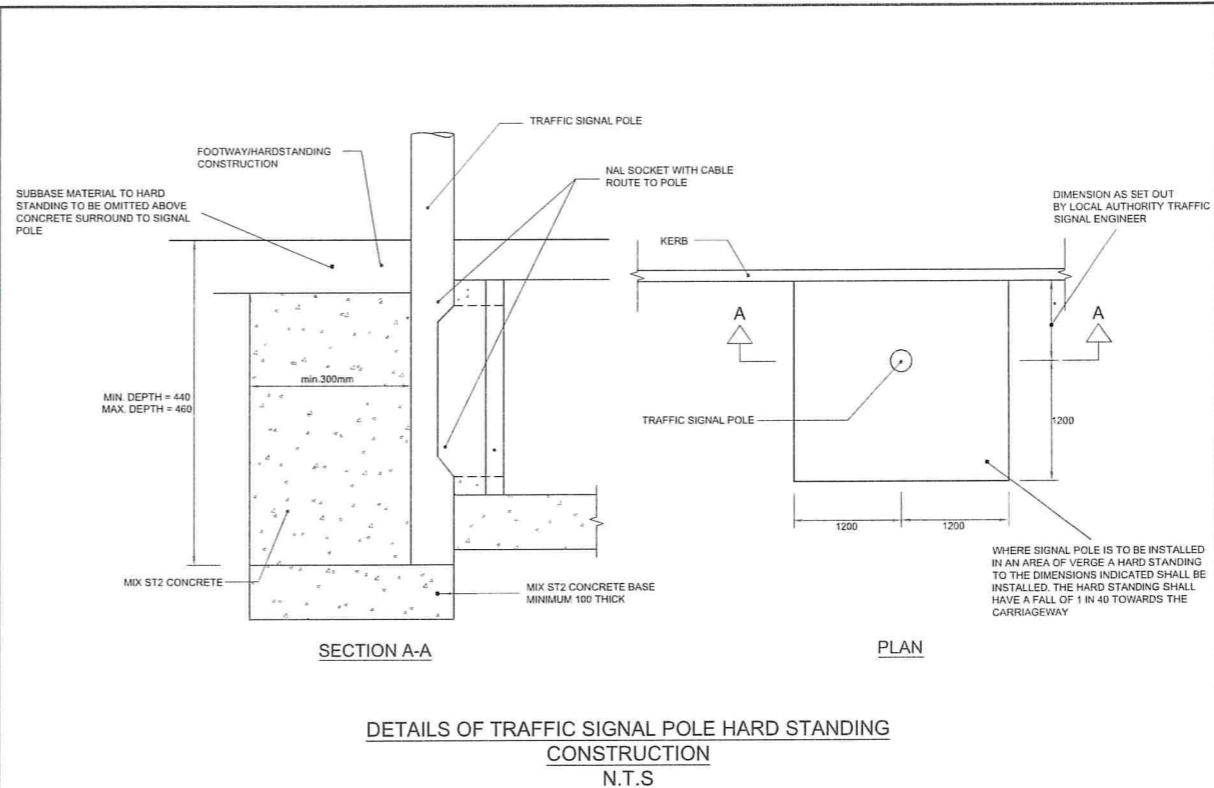 TRAFFIC SIGNAL POLE
FOOTWAY/HARDSTANDING
CONSTRUCTION
NAL SOCKET WITH CABLE
ROUTE TO POLE
SUBBASE MATERIAL TO HARD
STANDING TO BE OMITTED ABOVE
CONCRETE SURROUND TO SIGNAL
POLE
min.300mm
MIN. DEPTH = 440
MAX. DEPTH = 460
MIX ST2 CONCRETE
MIX ST2 CONCRETE BASE
MINIMUM 100 THICK
SECTION A-A
DIMENSION AS SET OUT
BY LOCAL AUTHORITY TRAFFIC
SIGNAL ENGINEER
KERB
A
A
TRAFFIC SIGNAL POLE
1200
1200
1200
WHERE SIGNAL POLE IS TO BE INSTALLED
IN AN AREA OF VERGE A HARD STANDING
TO THE DIMENSIONS INDICATED SHALL BE
INSTALLED. THE HARD STANDING SHALL
HAVE A FALL OF 1 IN 40 TOWARDS THE
CARRIAGEWAY
PLAN
DETAILS OF TRAFFIC SIGNAL POLE HARD STANDING
CONSTRUCTION
N.T.S